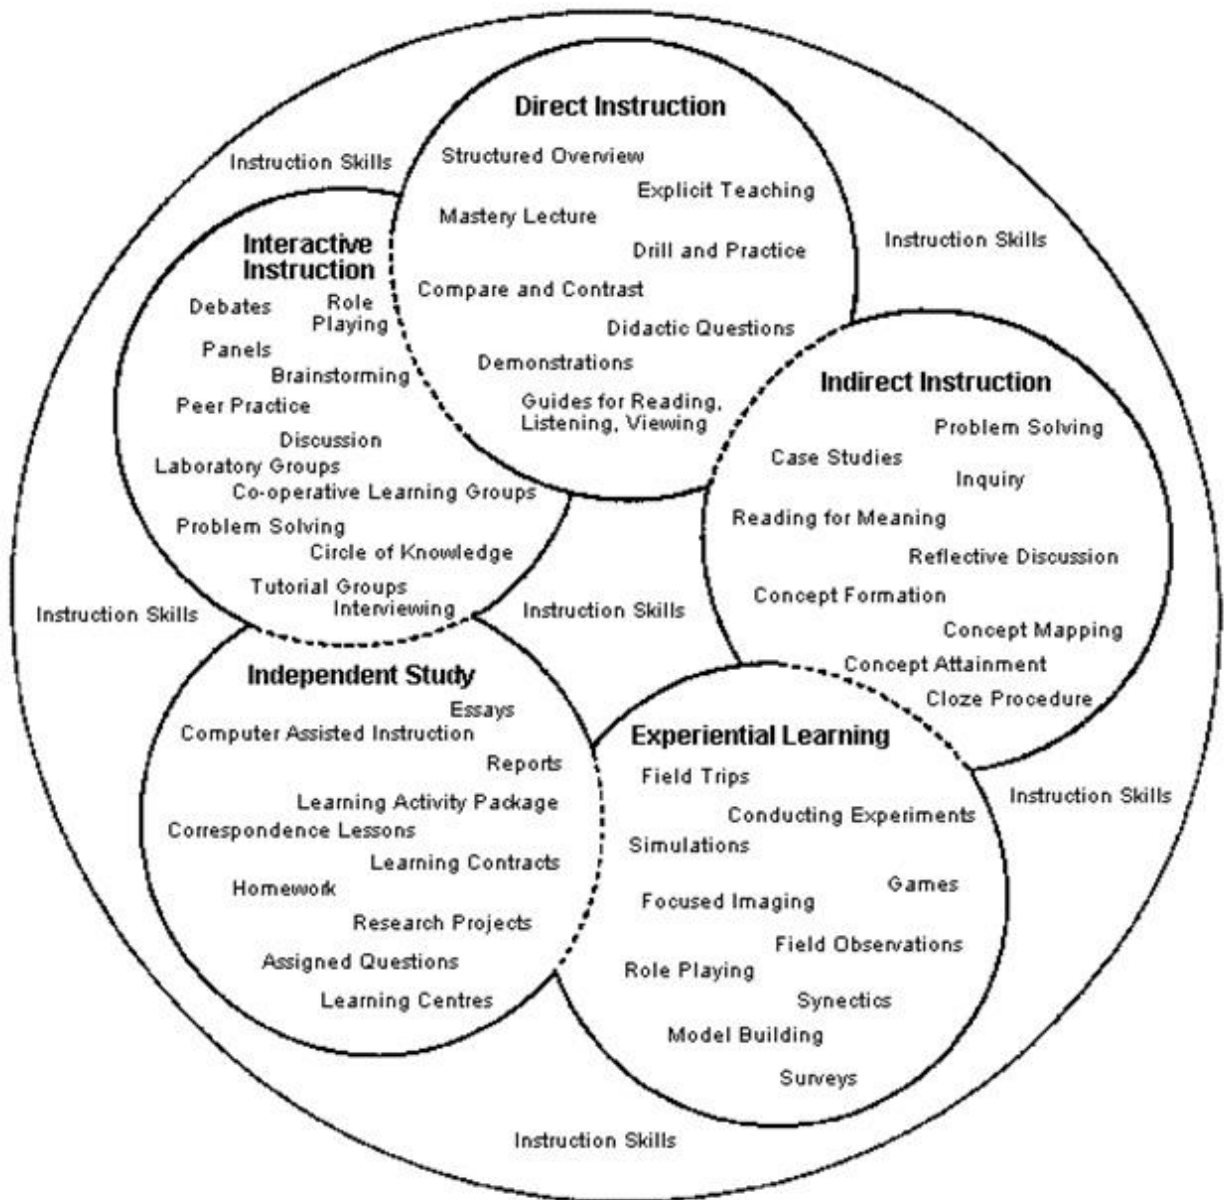 Direct Instruction
Structured Overview
Explicit Teaching
Mastery Lecture
Drill and Practice
Compare and Contrast
Didactic Questions
Demonstrations
Guides for Reading,
Listening, Viewing
Instruction Skills
Instruction Skills
Interactive
Instruction
Debates
Role
Playing
Panels
Brainstorming
Peer Practice
Discussion
Laboratory Groups
Co-operative Learning Groups
Problem Solving
Circle of Knowledge
Tutorial Groups
Interviewing
Indirect Instruction
Problem Solving
Case Studies
Inquiry
Reading for Meaning
Reflective Discussion
Concept Formation
Concept Mapping
Concept Attainment
Cloze Procedure
Instruction Skills
Instruction Skills
Independent Study
Essays
Computer Assisted Instruction
Reports
Learning Activity Package
Correspondence Lessons
Learning Contracts
Homework
Research Projects
Assigned Questions
Learning Centres
Experiential Learning
Field Trips
Conducting Experiments
Simulations
Games
Focused Imaging
Field Observations
Role Playing
Synectics
Model Building
Surveys
Instruction Skills
Instruction Skills